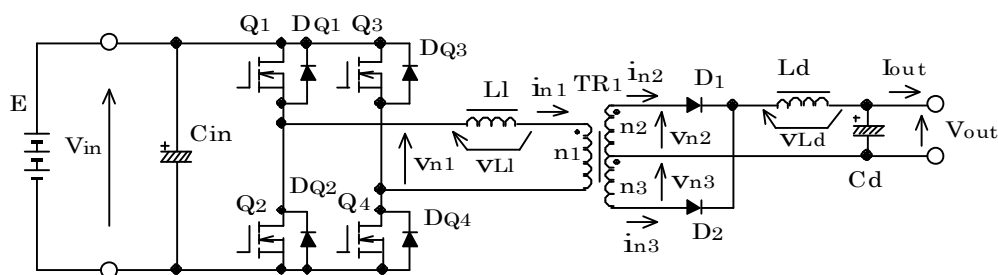 Q1 DQ1 Q3
DQ3
E
Vin
Cin
+
Ll
in1
TR1
in2
D1
Ld
Iout
n1
n2
n3
vn1
vLl
vn2
vn3
vLd
+
Vout
Cd
Q2
DQ2
Q4
DQ4
in3
D2